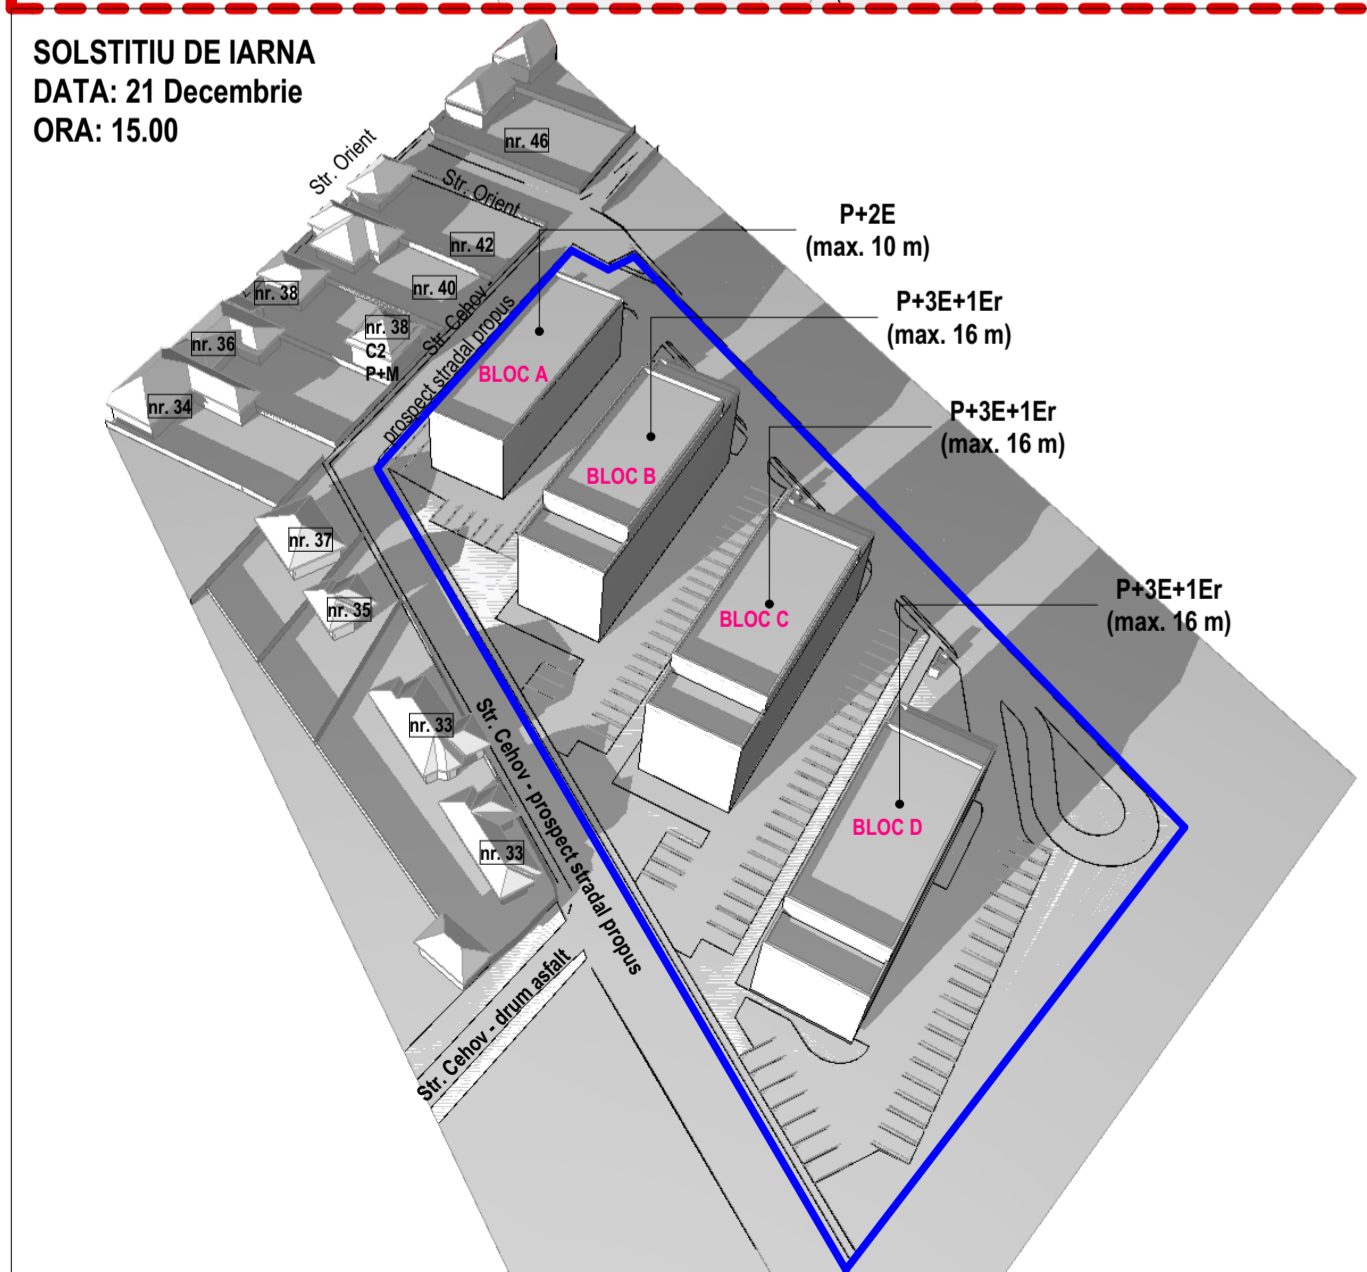 SOLSTITIU DE IARNA
DATA: 21 Decembrie
ORA: 15.00
Str. Orient
nr. 46
Str. Orient
nr. 42
P+2E
(max. 10 m)
nr. 38
nr. 40
P+3E+1Er
(max. 16 m)
nr. 36
nr. 38
C2
P+M
Str. Cehov -
prospect stradal propus
BLOC A
nr. 34
P+3E+1Er
(max. 16 m)
BLOC B
nr. 37
nr. 35
P+3E+1Er
(max. 16 m)
BLOC C
nr. 33
Str. Cehov - prospect stradal propus
BLOC D
nr. 33
Str. Cehov - drum asfalt